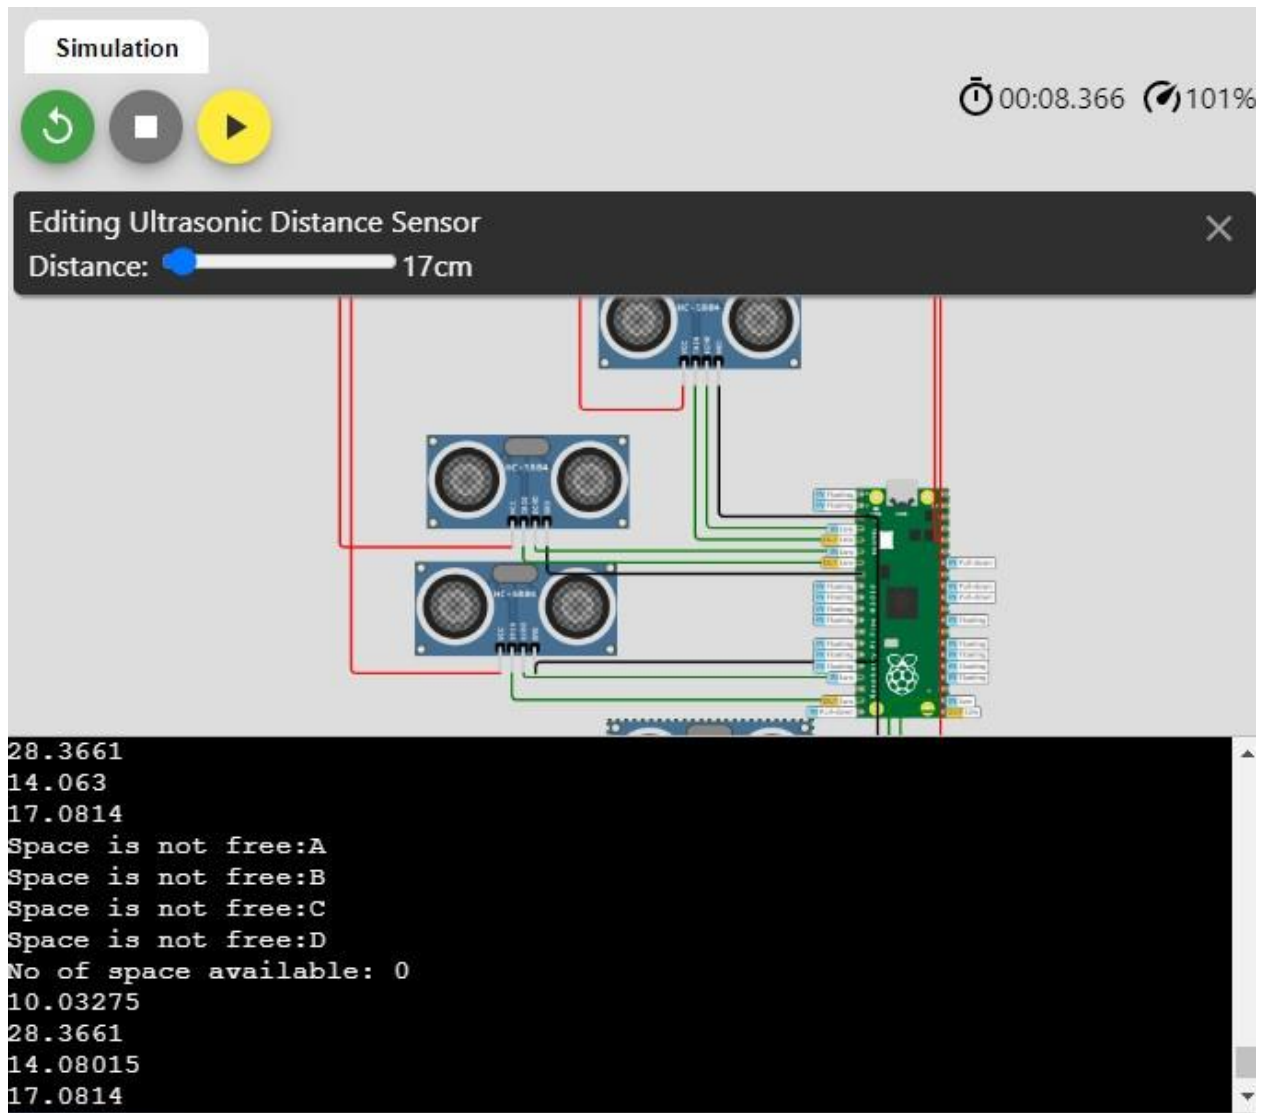 Simulation
00:08.366 101%
Editing Ultrasonic Distance Sensor
Distance: 17cm
28.3661
14.063
17.0814
Space is not free:A
Space is not free:B
Space is not free:C
Space is not free:D
No of space available: 0
10.03275
28.3661
14.08015
17.0814